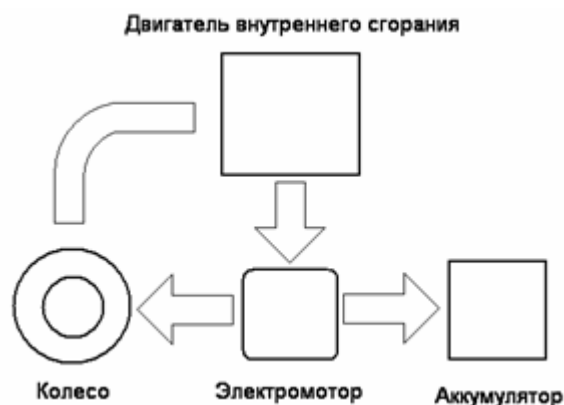 Двигатель внутреннего сгорания
Колесо
Электромотор
Аккумулятор